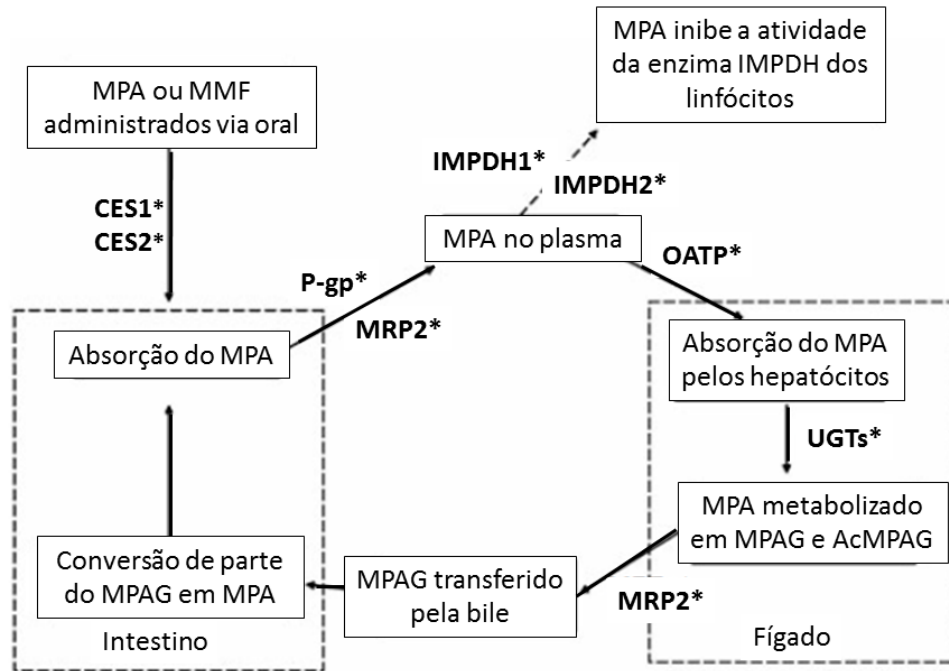 MPA ou MMF
administrados via oral
MPA inibe a atividade
da enzima IMPDH dos
linfócitos
IMPDH1*
IMPDH2*
CES1*
CES2*
MPA no plasma
OATP*
P-gp*
MRP2*
Absorção do MPA
Absorção do MPA
pelos hepatócitos
UGTs*
MPA metabolizado
em MPAG e AcMPAG
MRP2*
MPAG transferido
pela bile
Conversão de parte
do MPAG em MPA
Intestino
Fígado